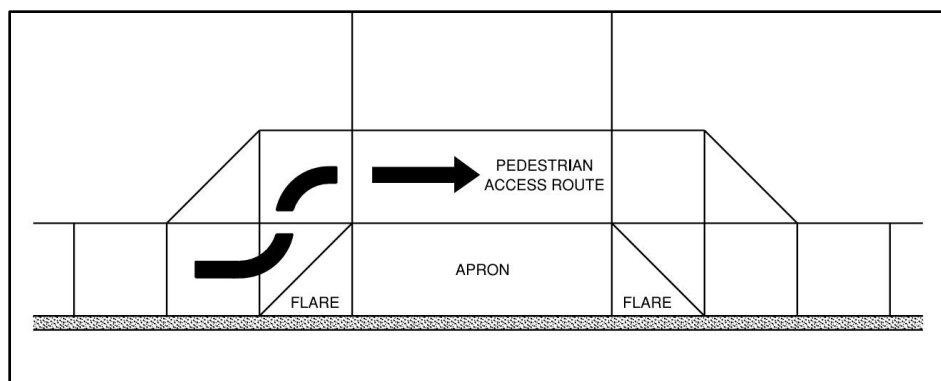 PEDESTRIAN
ACCESS ROUTE
APRON
FLARE
FLARE